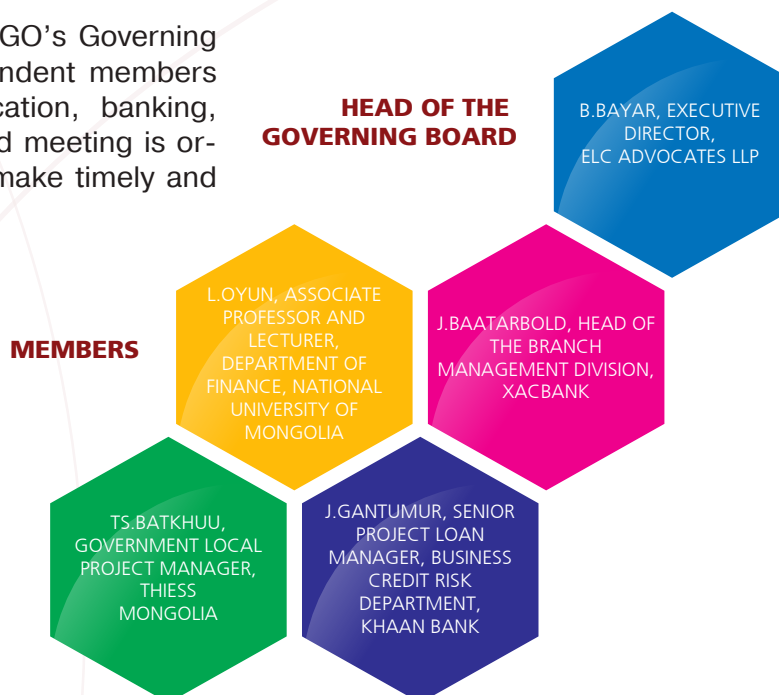 GO's Governing
ndent members
cation, banking,
d meeting is or-
make timely and
HEAD OF THE
GOVERNING BOARD
B.BAYAR, EXECUTIVE
DIRECTOR,
ELC ADVOCATES LLP
MEMBERS
L.OYUN, ASSOCIATE
PROFESSOR AND
LECTURER,
DEPARTMENT OF
FINANCE, NATIONAL
UNIVERSITY OF
MONGOLIA
J.BAATARBOLD, HEAD OF
THE BRANCH
MANAGEMENT DIVISION,
XACBANK
TS.BATKHUU,
GOVERNMENT LOCAL
PROJECT MANAGER,
THIESS
MONGOLIA
J.GANTUMUR, SENIOR
PROJECT LOAN
MANAGER, BUSINESS
CREDIT RISK
DEPARTMENT,
KHAAN BANK